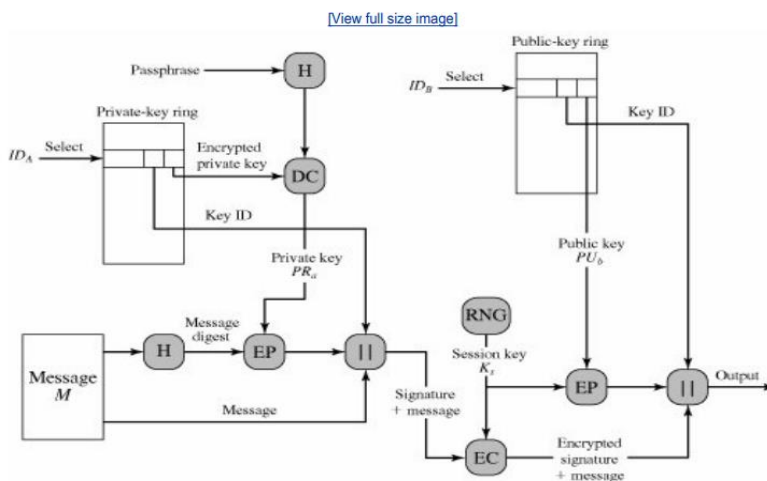 [View full size image]
Public-key ring
Passphrase
H
ID_B
Select
Private-key ring
Key ID
ID_A
Select
Encrypted
private key
DC
Key ID
Private key
PR_a
Public key
PU_b
RNG
Message
digest
Message
M
H
EP
||
Session key
K_s
EP
||
Output
Message
Signature
+ message
EC
Encrypted
signature
+ message